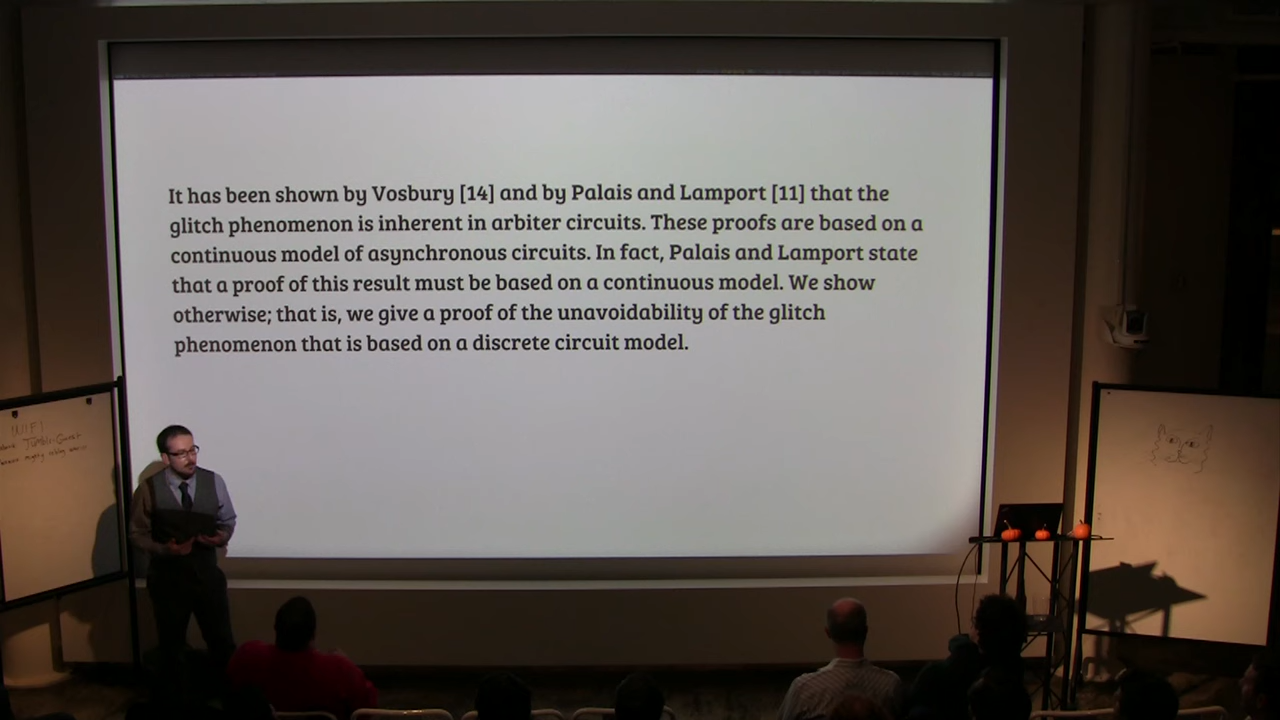 It has been shown by Vosbury [14] and by Palais and Lamport [11] that the
glitch phenomenon is inherent in arbiter circuits. These proofs are based on a
continuous model of asynchronous circuits. In fact, Palais and Lamport state
that a proof of this result must be based on a continuous model. We show
otherwise; that is, we give a proof of the unavoidability of the glitch
phenomenon that is based on a discrete circuit model.
WIFI